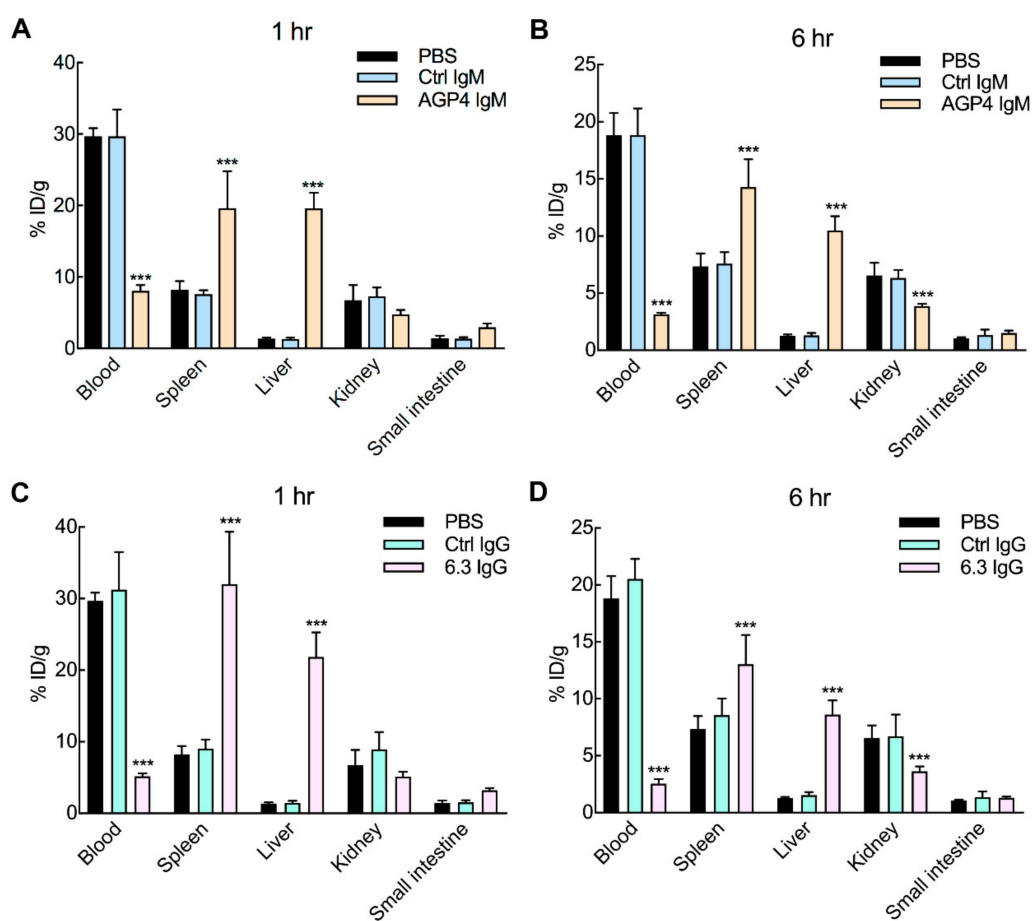 A
1 hr
PBS
Ctrl IgM
AGP4 IgM
% ID/g
40
30
20
10
0
***
***
***
Blood
Spleen
Liver
Kidney
Small intestine
B
6 hr
PBS
Ctrl IgM
AGP4 IgM
% ID/g
25
20
15
10
5
0
***
***
***
***
Blood
Spleen
Liver
Kidney
Small intestine
C
1 hr
PBS
Ctrl IgG
6.3 IgG
% ID/g
40
30
20
10
0
***
***
***
Blood
Spleen
Liver
Kidney
Small intestine
D
6 hr
PBS
Ctrl IgG
6.3 IgG
% ID/g
25
20
15
10
5
0
***
***
***
***
Blood
Spleen
Liver
Kidney
Small intestine